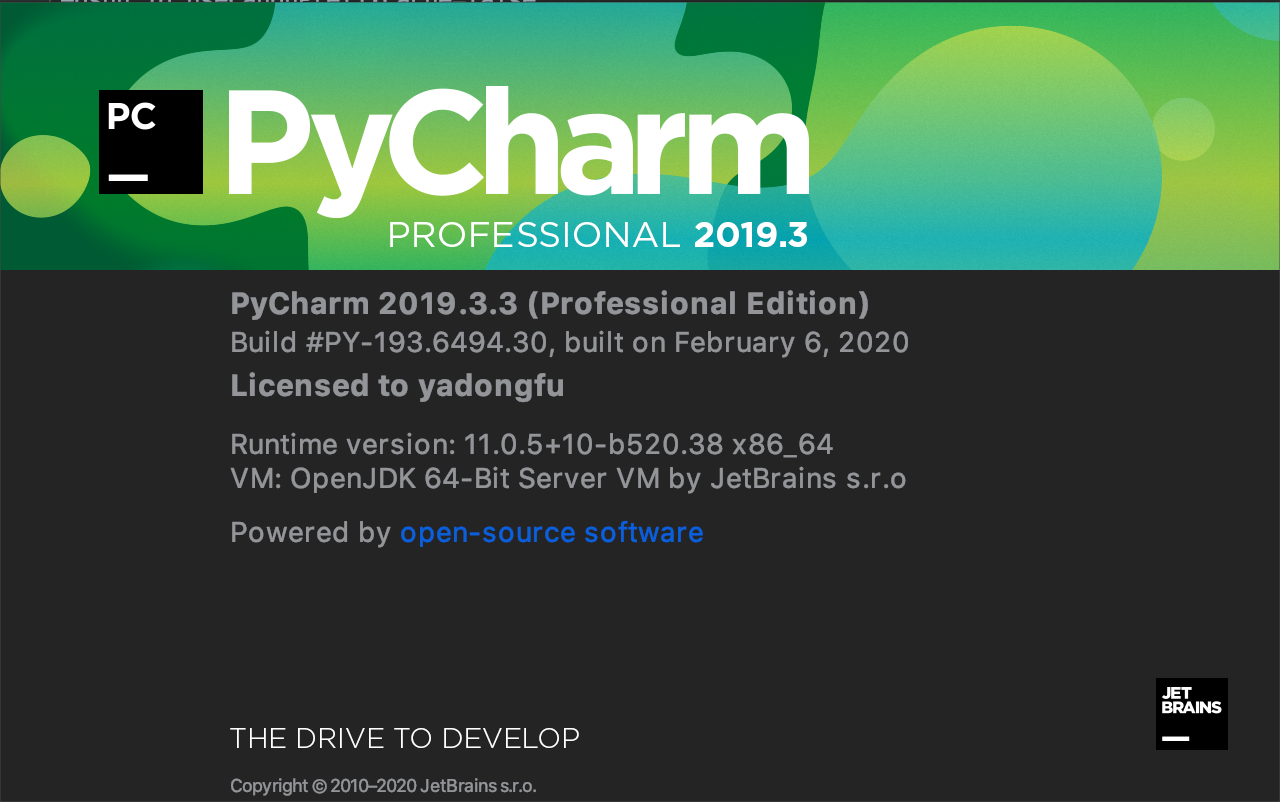 PC
PyCharm
PROFESSIONAL 2019.3
PyCharm 2019.3.3 (Professional Edition)
Build #PY-193.6494.30, built on February 6, 2020
Licensed to yadongfu
Runtime version: 11.0.5+10-b520.38 x86_64
VM: OpenJDK 64-Bit Server VM by JetBrains s.r.o
Powered by open-source software
JET
BRAINS
THE DRIVE TO DEVELOP
Copyright © 2010–2020 JetBrains s.r.o.